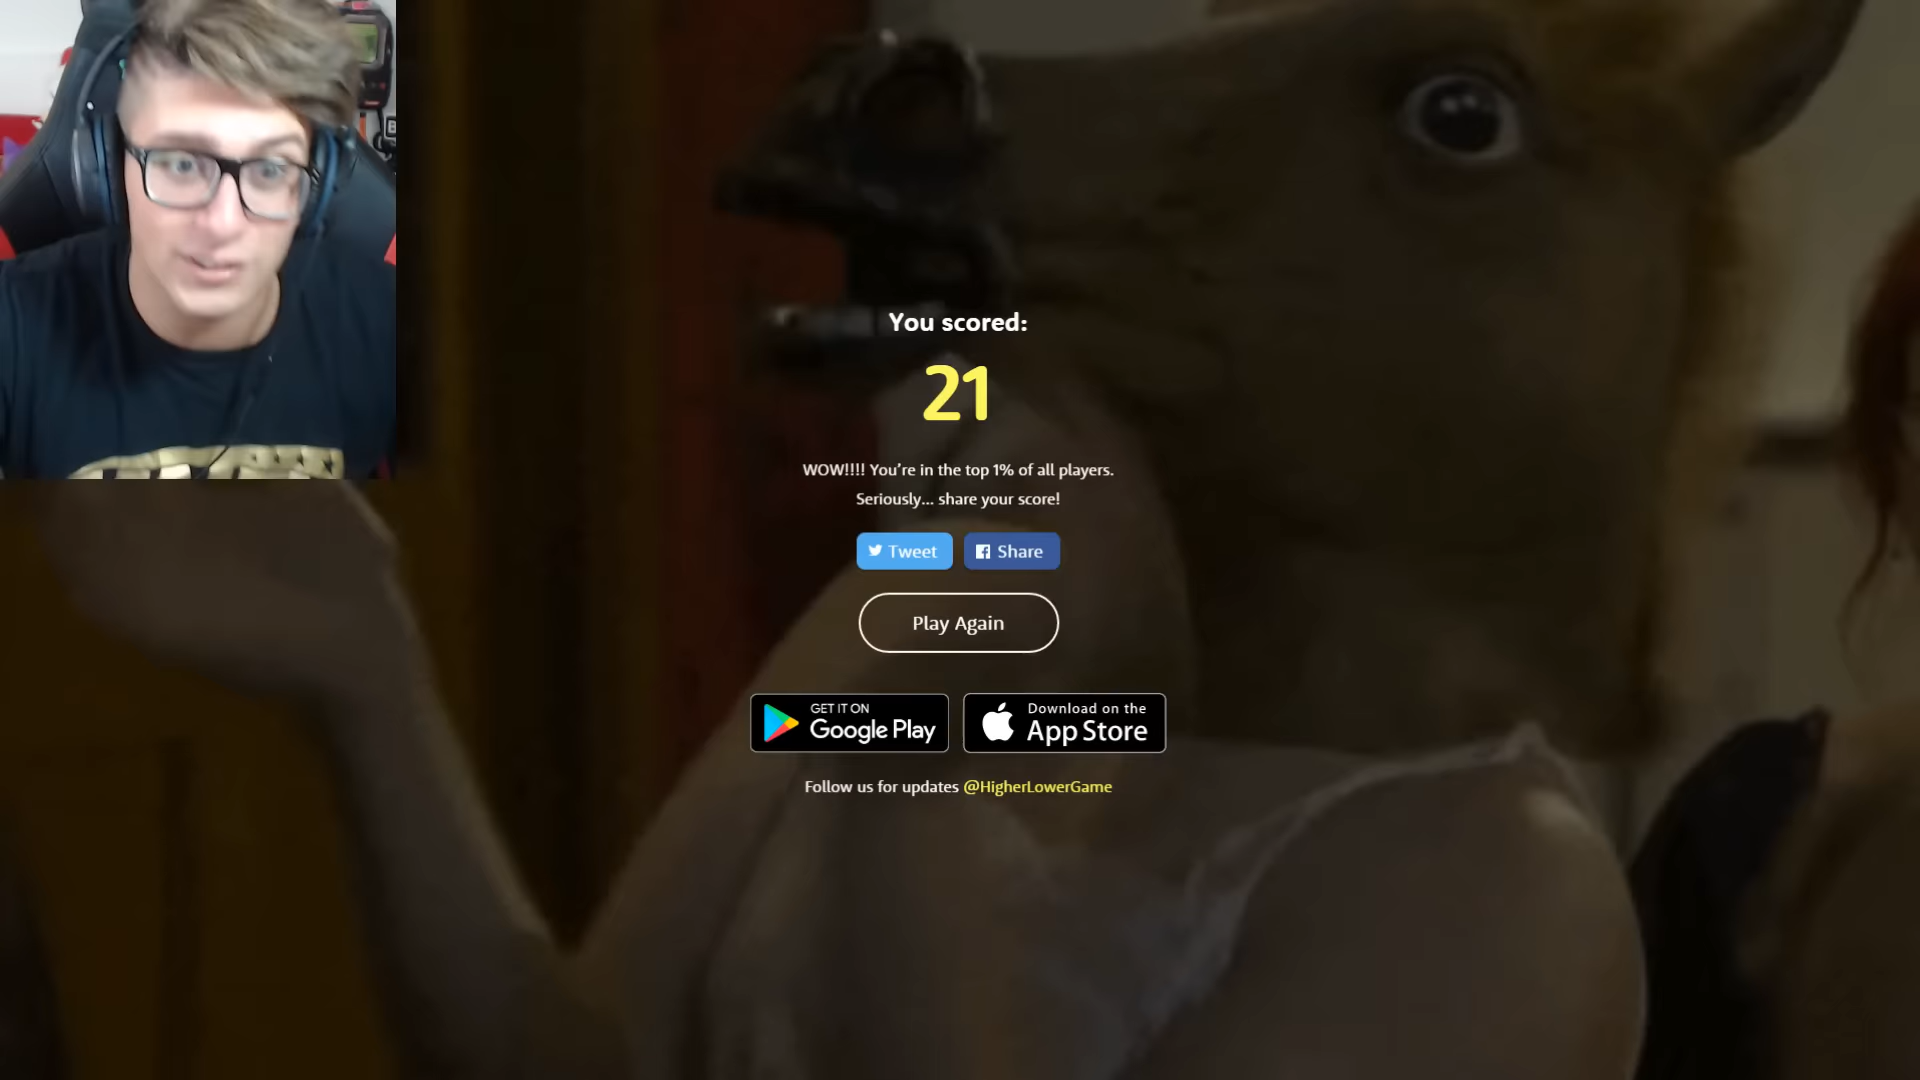 You scored:
21
WOW!!!! You're in the top 1% of all players.
Seriously... share your score!
Tweet
Share
Play Again
GET IT ON
Google Play
Download on the
App Store
Follow us for updates @HigherLowerGame